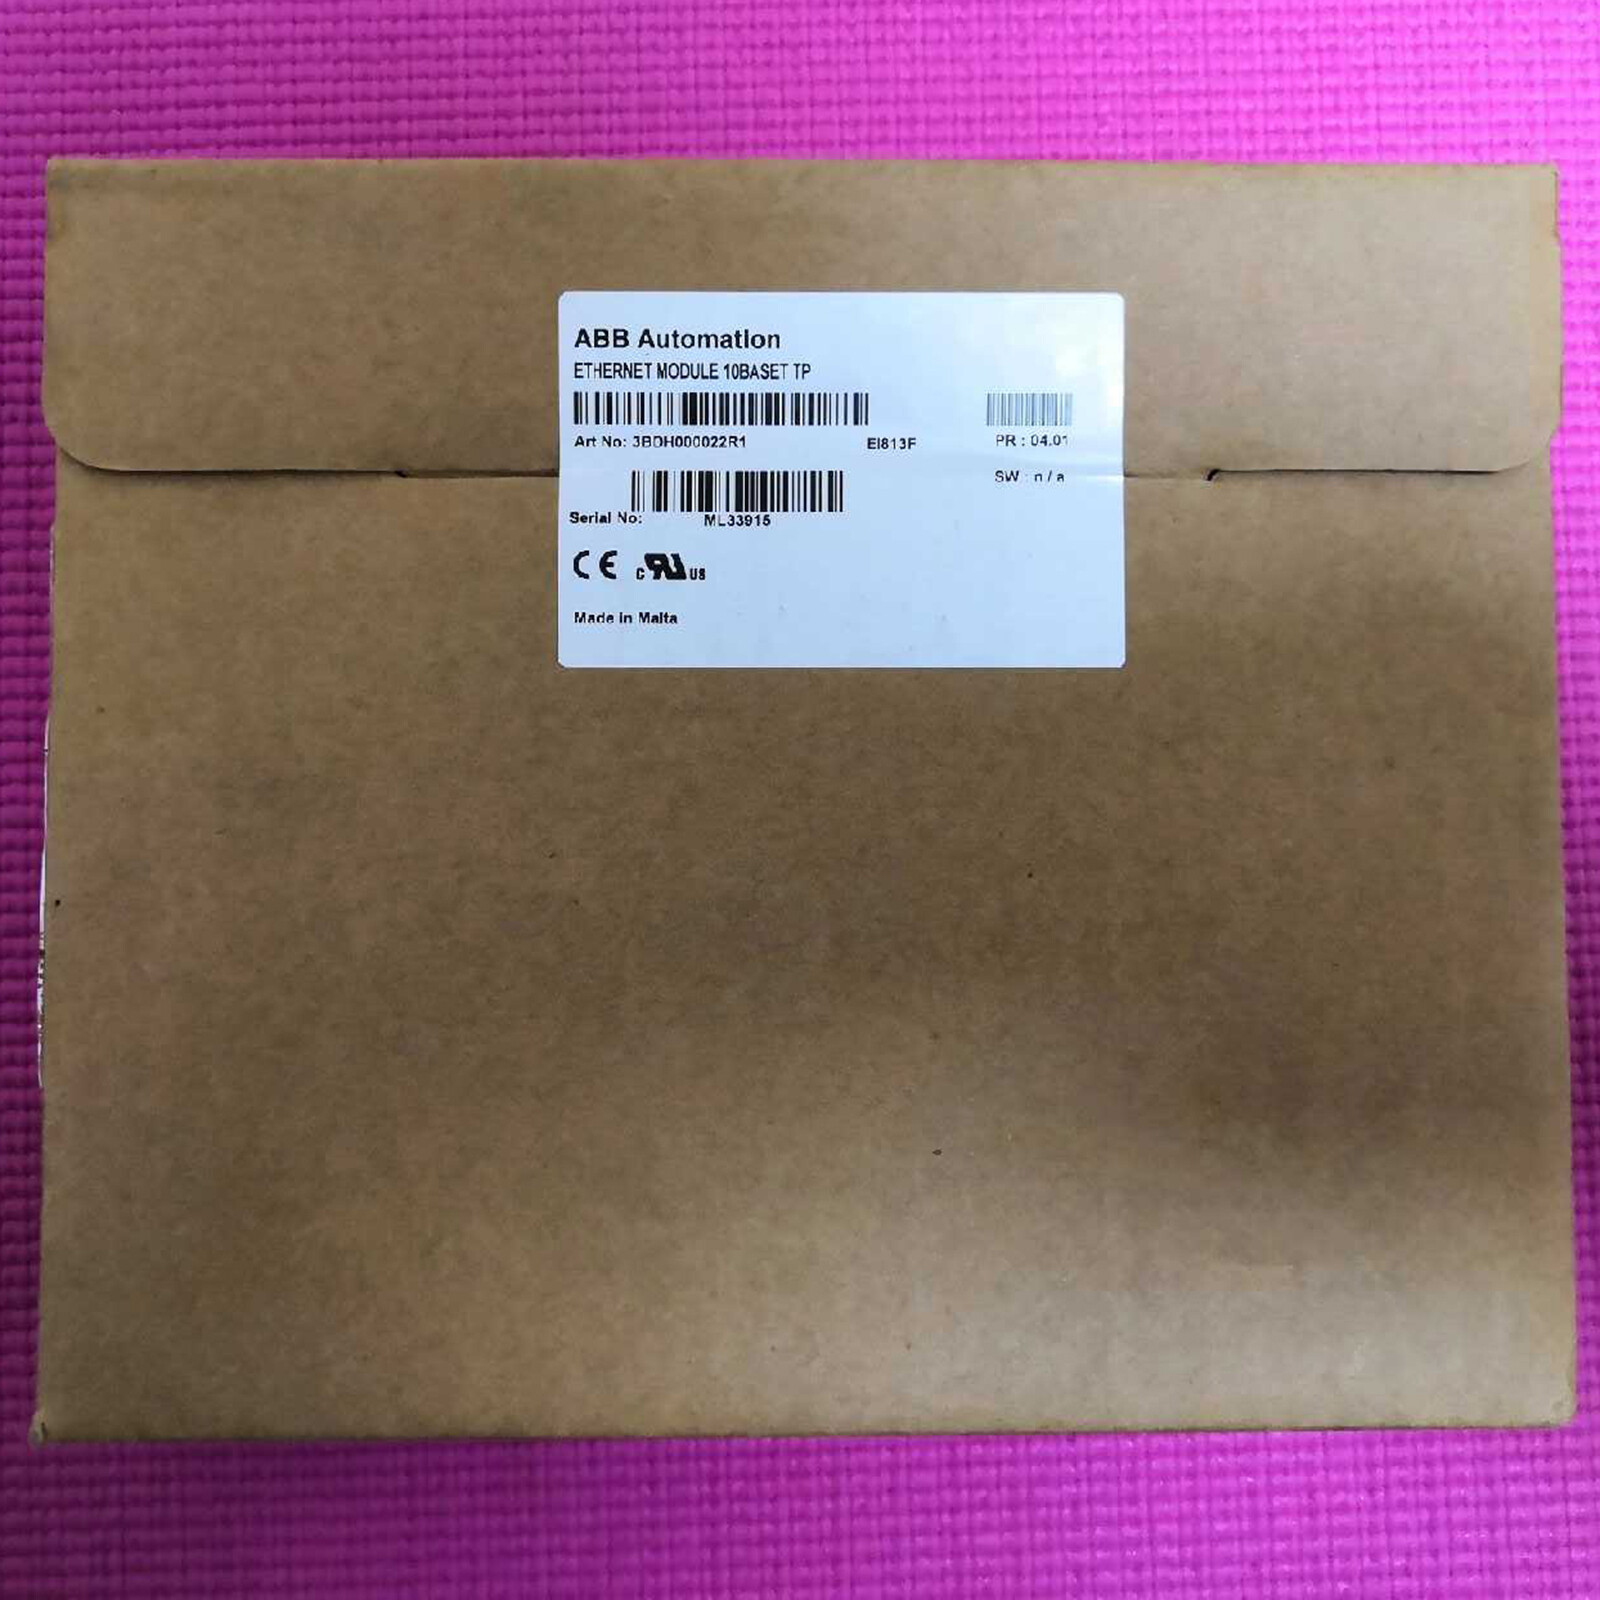 ABB Automation
ETHERNET MODULE 10BASET TP
Art No: 3BDH000022R1 EI813F PR : 04.01
SW : n / a
Serial No: ML33915
CE c RU US
Made in Malta